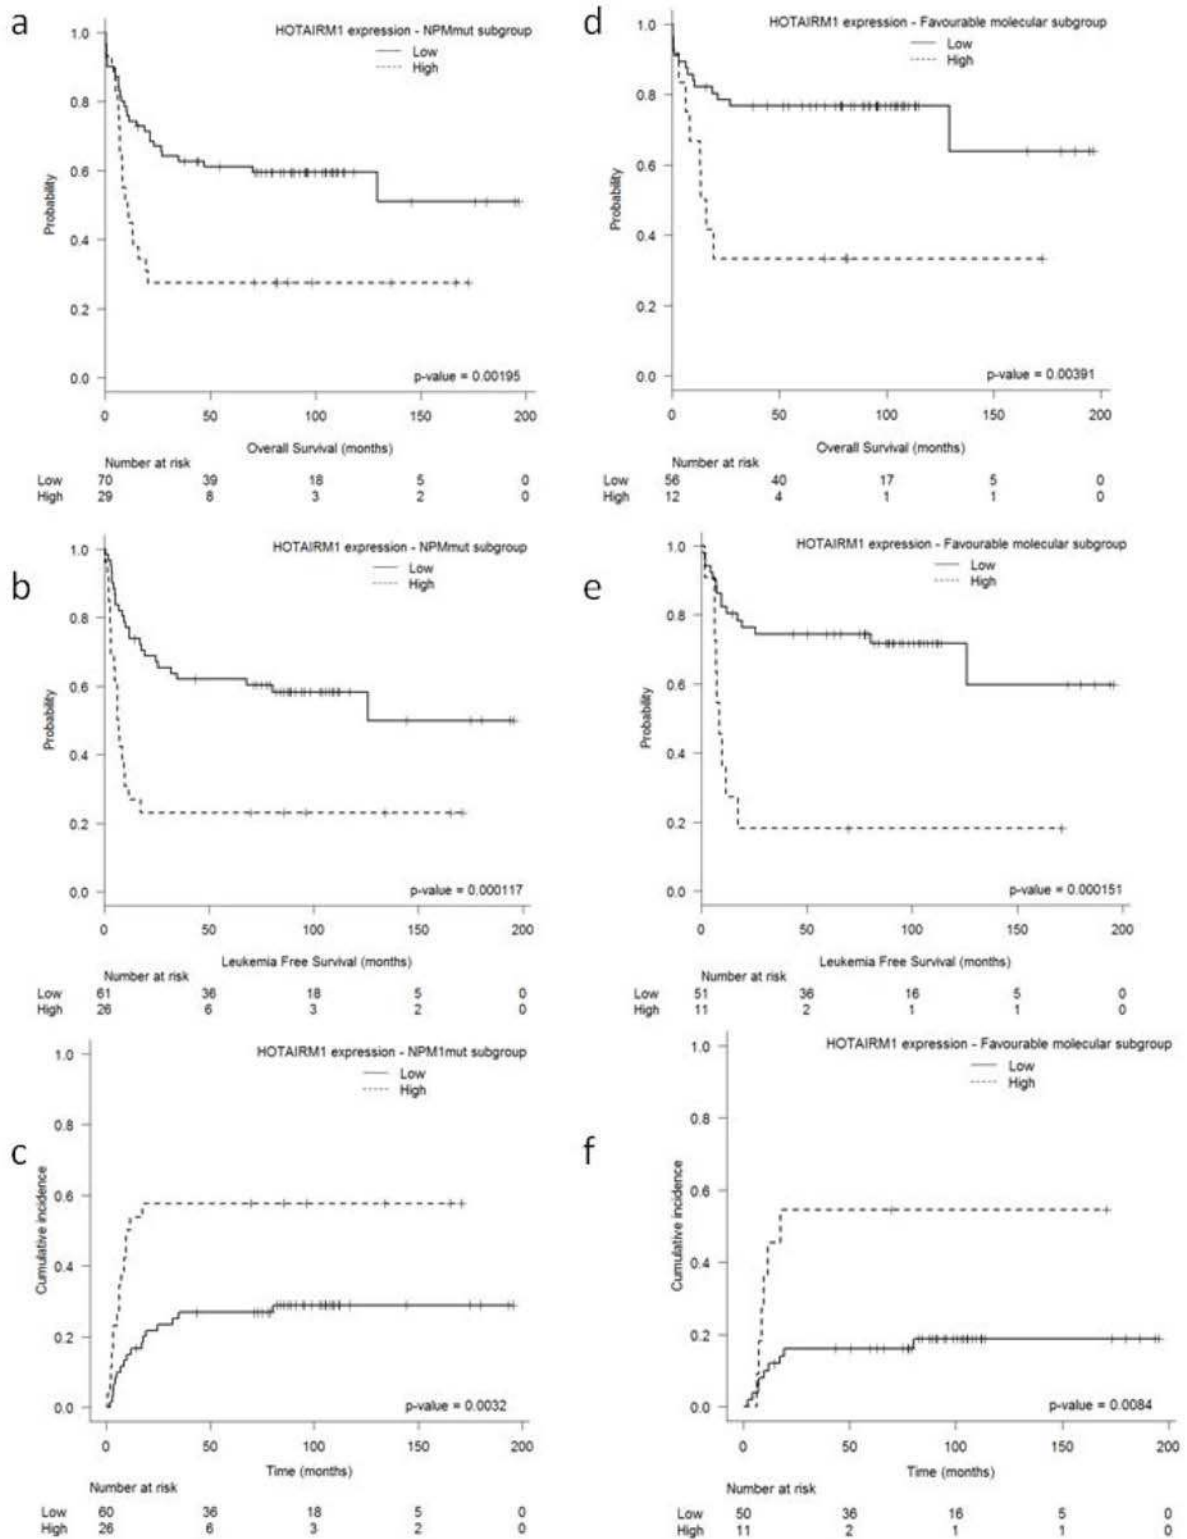 a
HOTAIRM1 expression - NPMmut subgroup
Low
High
1.0
0.8
0.6
0.4
0.2
0.0
Probability
p-value = 0.00195
0 50 100 150 200
Overall Survival (months)
Number at risk
Low 70 39 18 5 0
High 29 8 3 2 0
d
HOTAIRM1 expression - Favourable molecular subgroup
Low
High
1.0
0.8
0.6
0.4
0.2
0.0
Probability
p-value = 0.00391
0 50 100 150 200
Overall Survival (months)
Number at risk
Low 56 40 17 5 0
High 12 4 1 1 0
b
HOTAIRM1 expression - NPMmut subgroup
Low
High
1.0
0.8
0.6
0.4
0.2
0.0
Probability
p-value = 0.000117
0 50 100 150 200
Leukemia Free Survival (months)
Number at risk
Low 61 36 18 5 0
High 26 6 3 2 0
e
HOTAIRM1 expression - Favourable molecular subgroup
Low
High
1.0
0.8
0.6
0.4
0.2
0.0
Probability
p-value = 0.000151
0 50 100 150 200
Leukemia Free Survival (months)
Number at risk
Low 51 36 16 5 0
High 11 2 1 1 0
c
HOTAIRM1 expression - NPM1mut subgroup
Low
High
1.0
0.8
0.6
0.4
0.2
0.0
Cumulative incidence
p-value = 0.0032
0 50 100 150 200
Time (months)
Number at risk
Low 60 36 18 5 0
High 26 6 3 2 0
f
HOTAIRM1 expression - Favourable molecular subgroup
Low
High
1.0
0.8
0.6
0.4
0.2
0.0
Cumulative incidence
p-value = 0.0084
0 50 100 150 200
Time (months)
Number at risk
Low 50 36 16 5 0
High 11 2 1 1 0